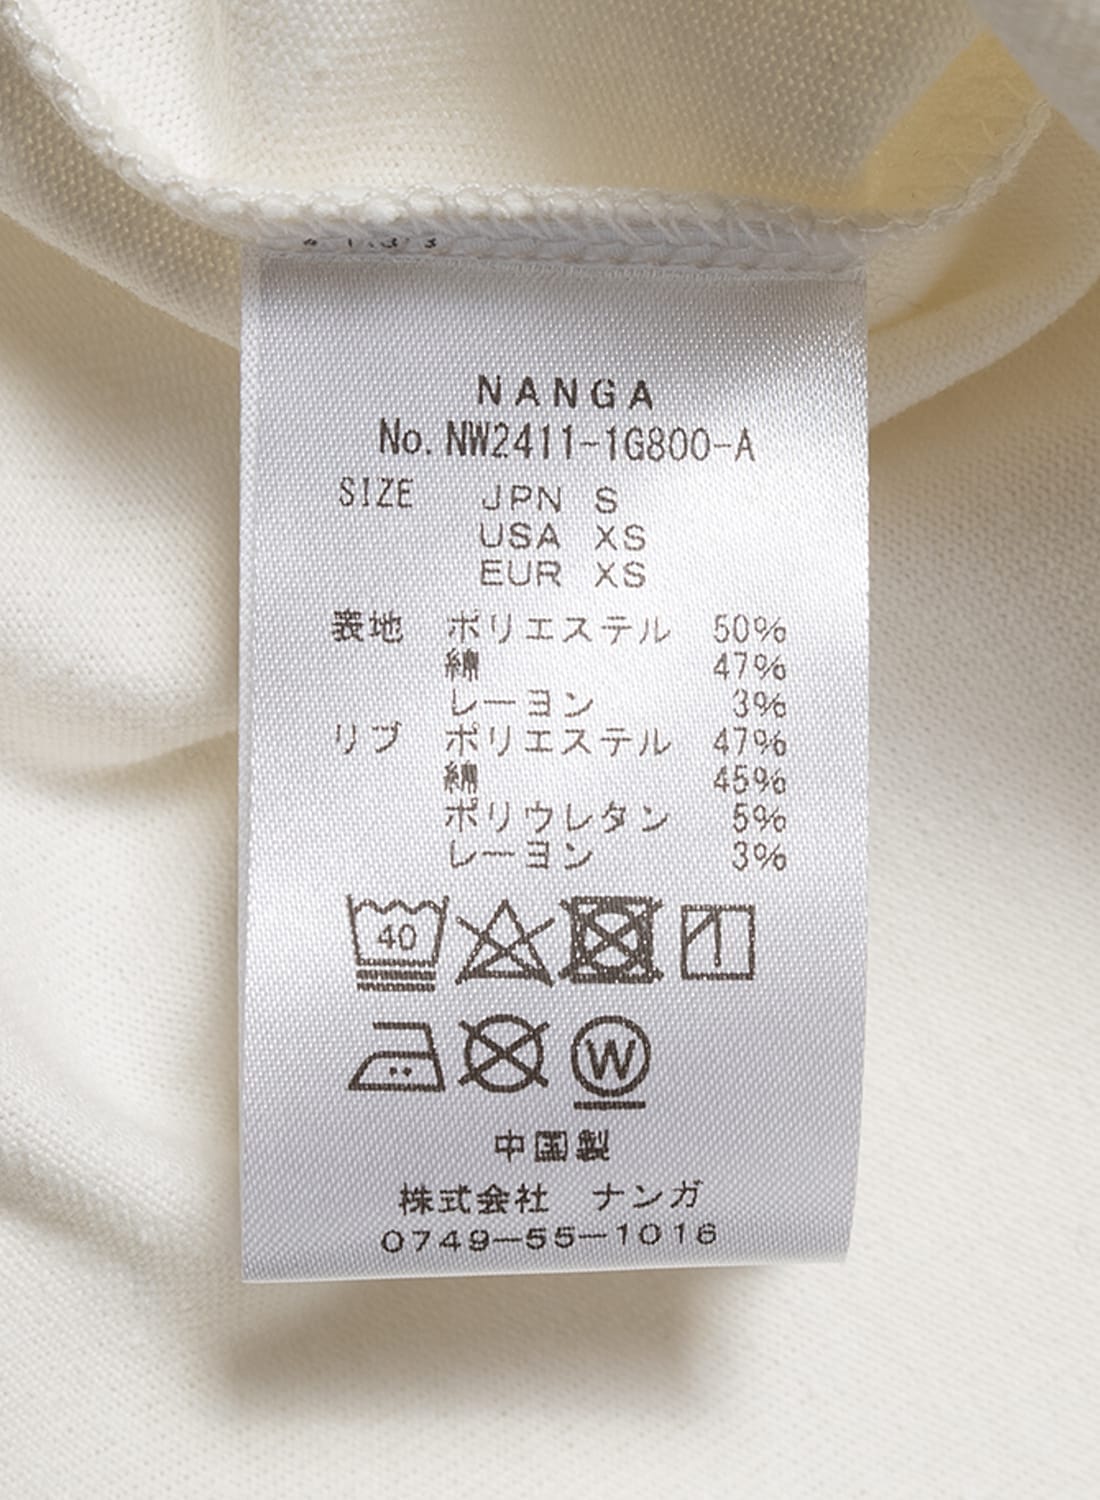 NANGA
No. NW2411-1G800-A
SIZE JPN S
USA XS
EUR XS
表地 ポリエステル 50%
綿 47%
レーヨン 3%
リブ ポリエステル 47%
綿 45%
ポリウレタン 5%
レーヨン 3%
40
W
中国製
株式会社 ナンガ
0749-55-1016